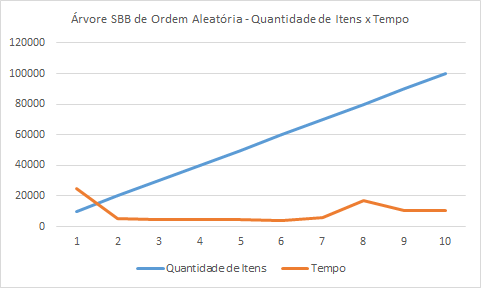 Árvore SBB de Ordem Aleatória - Quantidade de Itens x Tempo
120000
100000
80000
60000
40000
20000
0
1 2 3 4 5 6 7 8 9 10
Quantidade de Itens Tempo